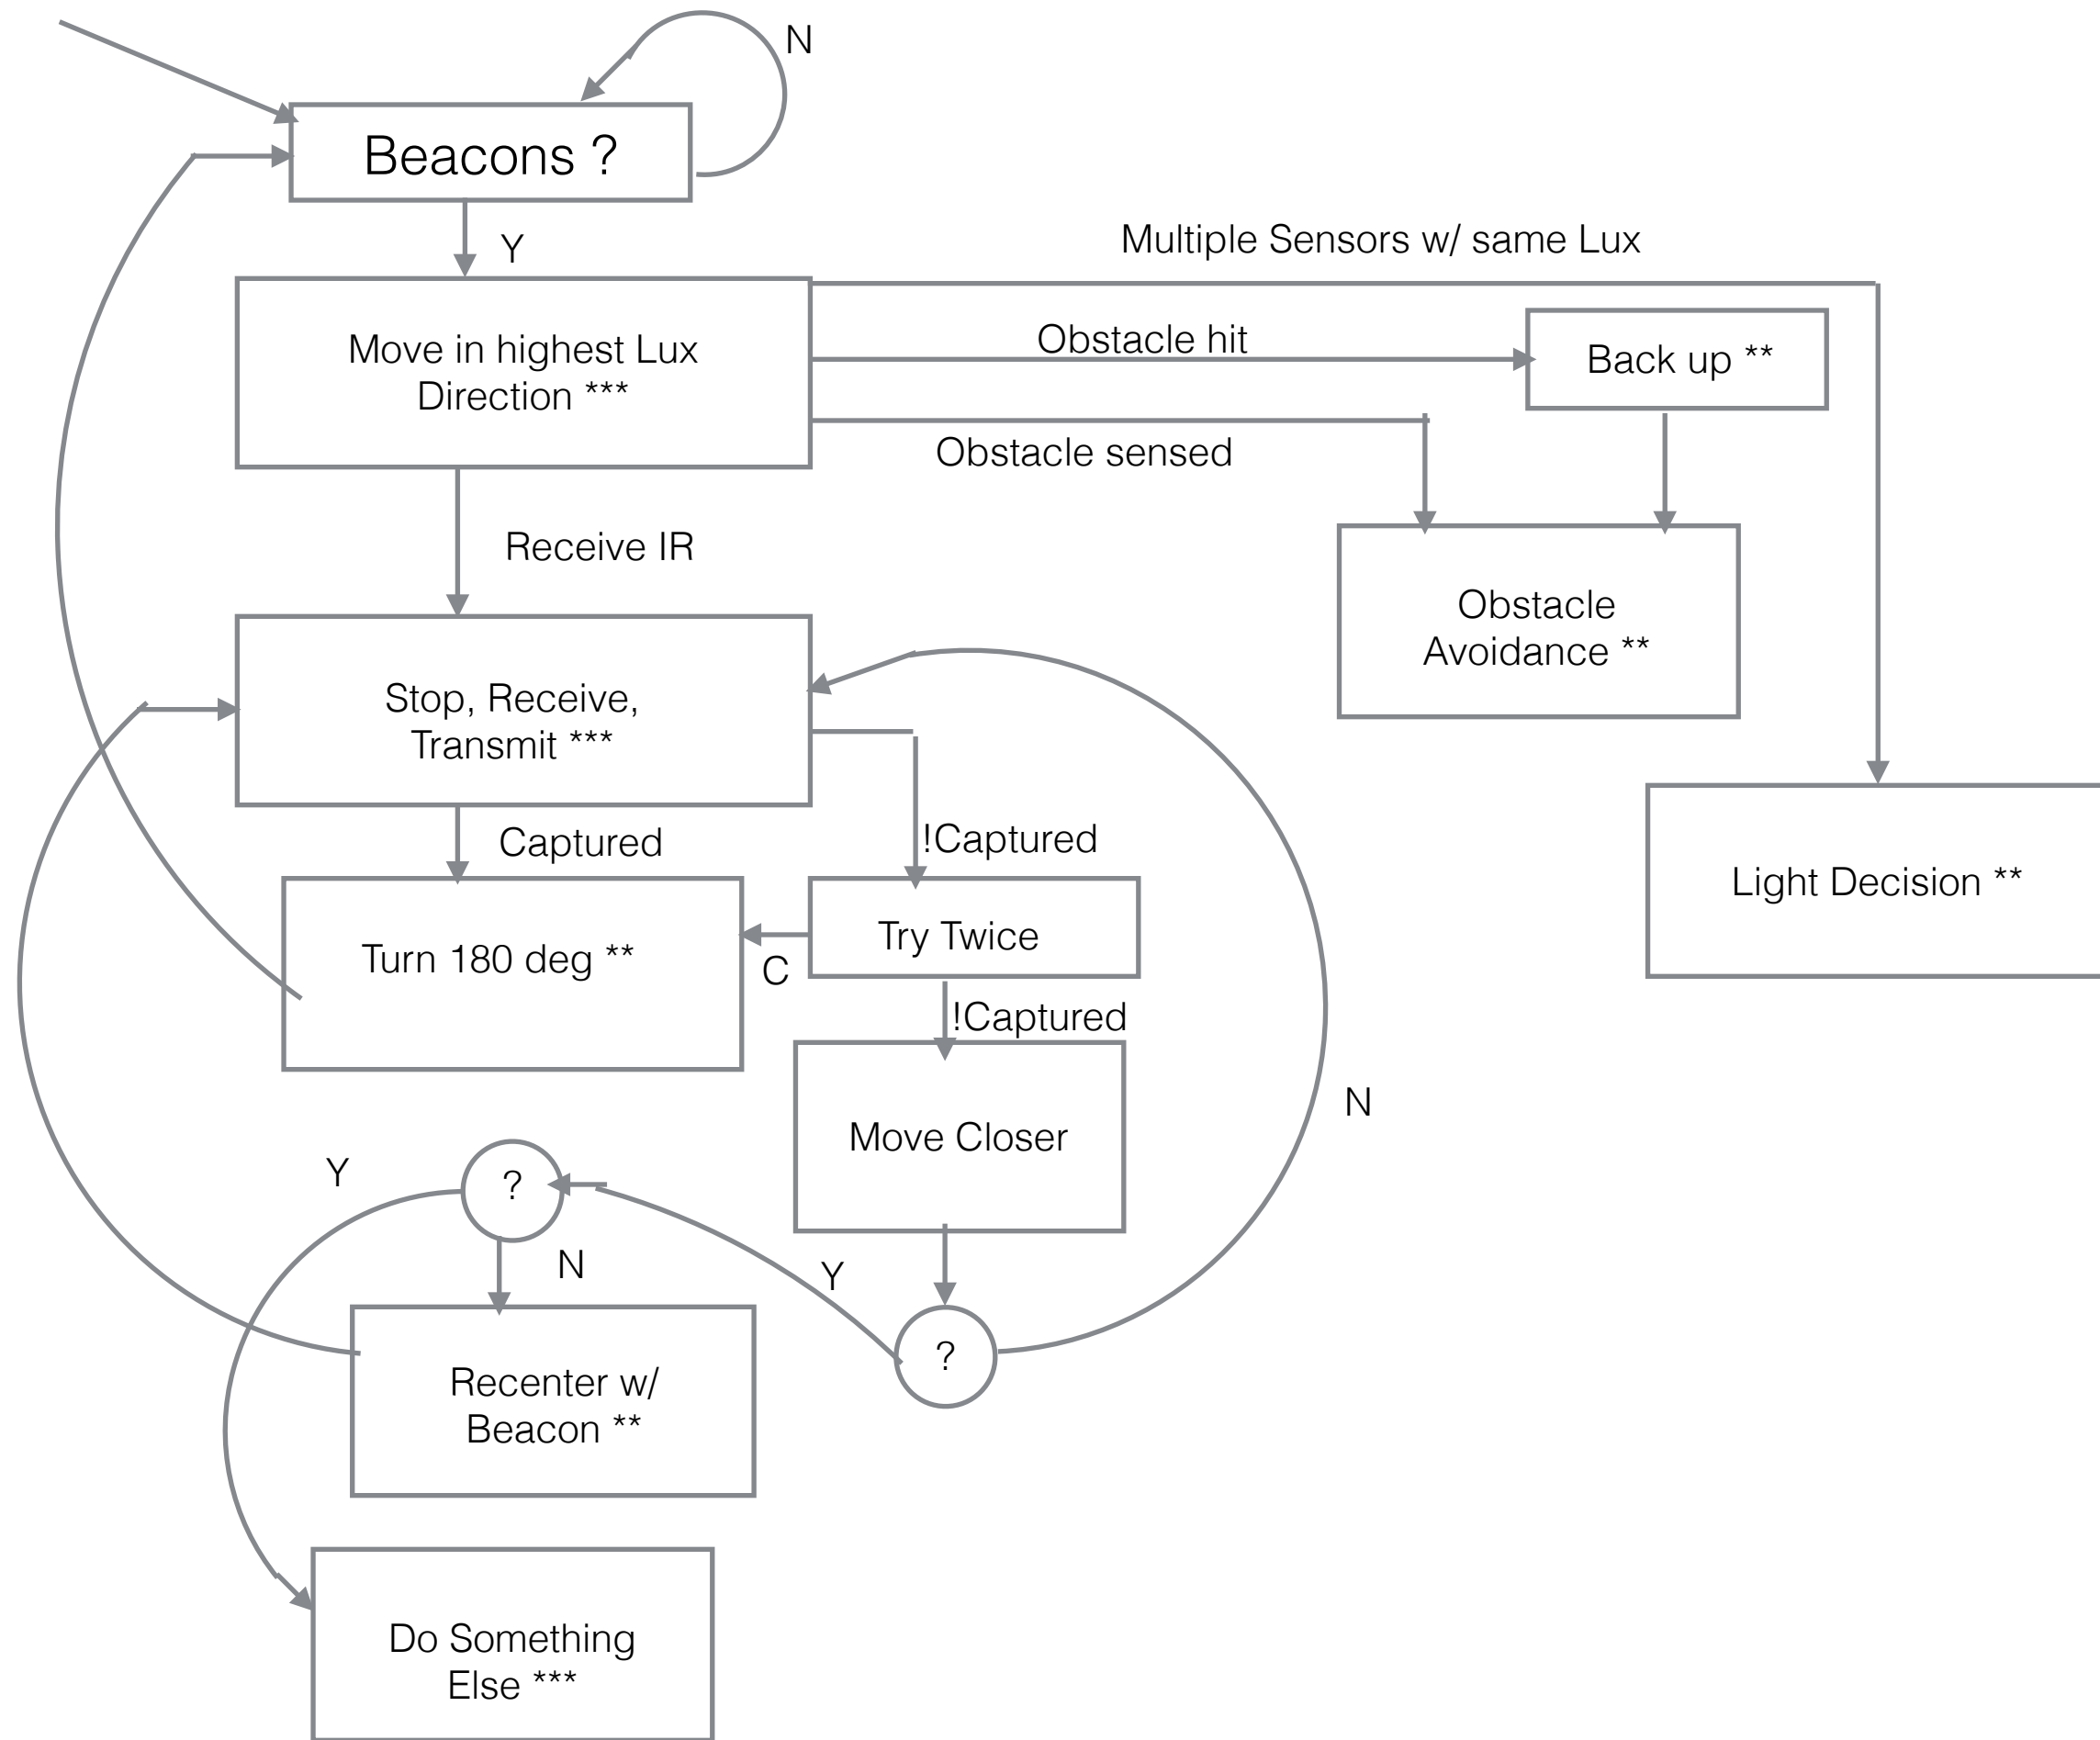 N
Beacons ?
Y
Multiple Sensors w/ same Lux
Move in highest Lux
Direction ***
Obstacle hit
Back up **
Obstacle sensed
Receive IR
Obstacle
Avoidance **
Stop, Receive,
Transmit ***
Captured
!Captured
Light Decision **
Turn 180 deg **
Try Twice
C
!Captured
Move Closer
N
Y
?
N
Y
?
Recenter w/
Beacon **
Do Something
Else ***